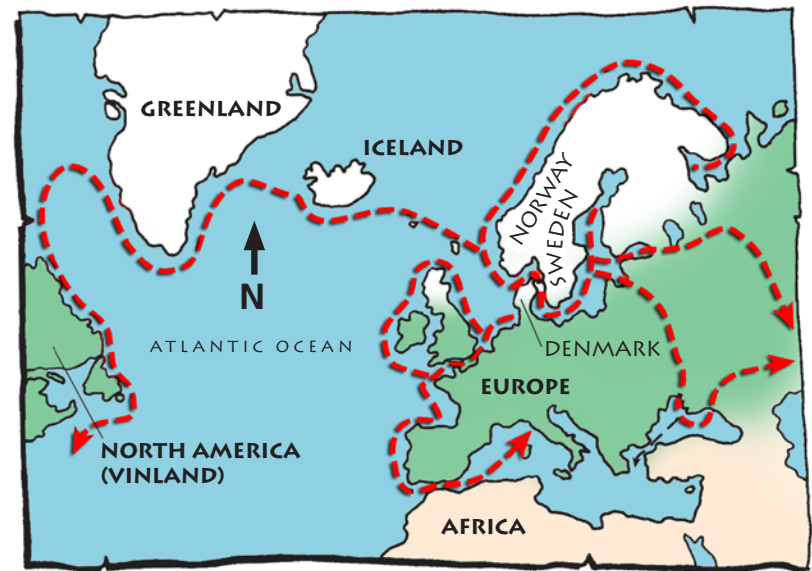 GREENLAND
ICELAND
NORWAY
SWEDEN
N
ATLANTIC OCEAN
DENMARK
EUROPE
NORTH AMERICA
(VINLAND)
AFRICA